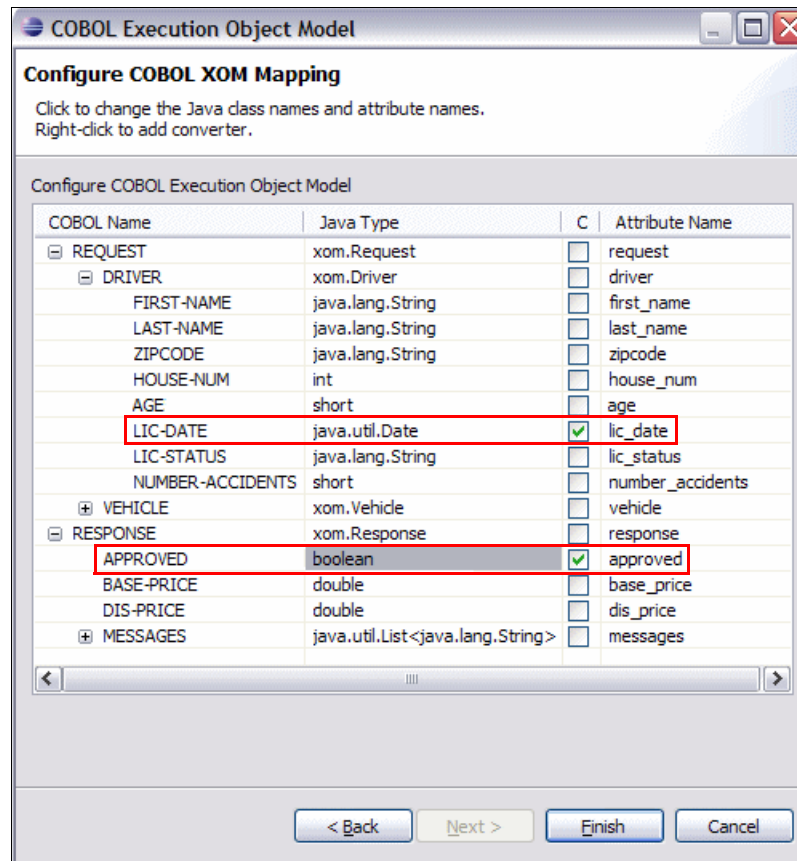 COBOL Execution Object Model
Configure COBOL XOM Mapping
Click to change the Java class names and attribute names.
Right-click to add converter.
Configure COBOL Execution Object Model
COBOL Name Java Type C Attribute Name
REQUEST xom.Request request
DRIVER xom.Driver driver
FIRST-NAME java.lang.String first_name
LAST-NAME java.lang.String last_name
ZIPCODE java.lang.String zipcode
HOUSE-NUM int house_num
AGE short age
LIC-DATE java.util.Date lic_date
LIC-STATUS java.lang.String lic_status
NUMBER-ACCIDENTS short number_accidents
VEHICLE xom.Vehicle vehicle
RESPONSE xom.Response response
APPROVED boolean approved
BASE-PRICE double base_price
DIS-PRICE double dis_price
MESSAGES java.util.List<java.lang.String> messages
< Back Next > Finish Cancel